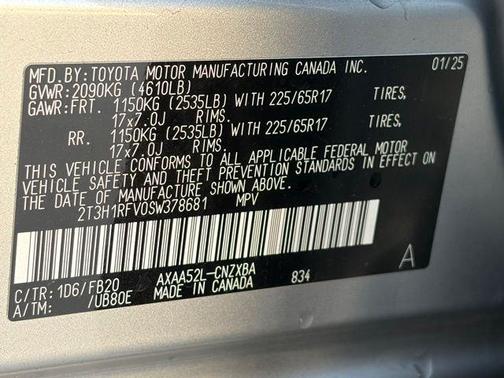 MFD.BY:TOYOTA MOTOR MANUFACTURING CANADA INC. 01/25
GVWR:2090KG (4610LB)
GAWR:FRT. 1150KG (2535LB) WITH 225/65R17 TIRES,
17x7.0J RIMS.
RR. 1150KG (2535LB) WITH 225/65R17 TIRES,
17x7.0J RIMS.
THIS VEHICLE CONFORMS TO ALL APPLICABLE FEDERAL MOTOR
VEHICLE SAFETY AND THEFT PREVENTION STANDARDS IN EFFECT ON
THE DATE OF MANUFACTURE SHOWN ABOVE.
2T3H1RFV0SW378681 MPV
C/TR: 1D6/FB20 AXAA52L-CNZXBA 834 A
A/TM: /UB80E MADE IN CANADA